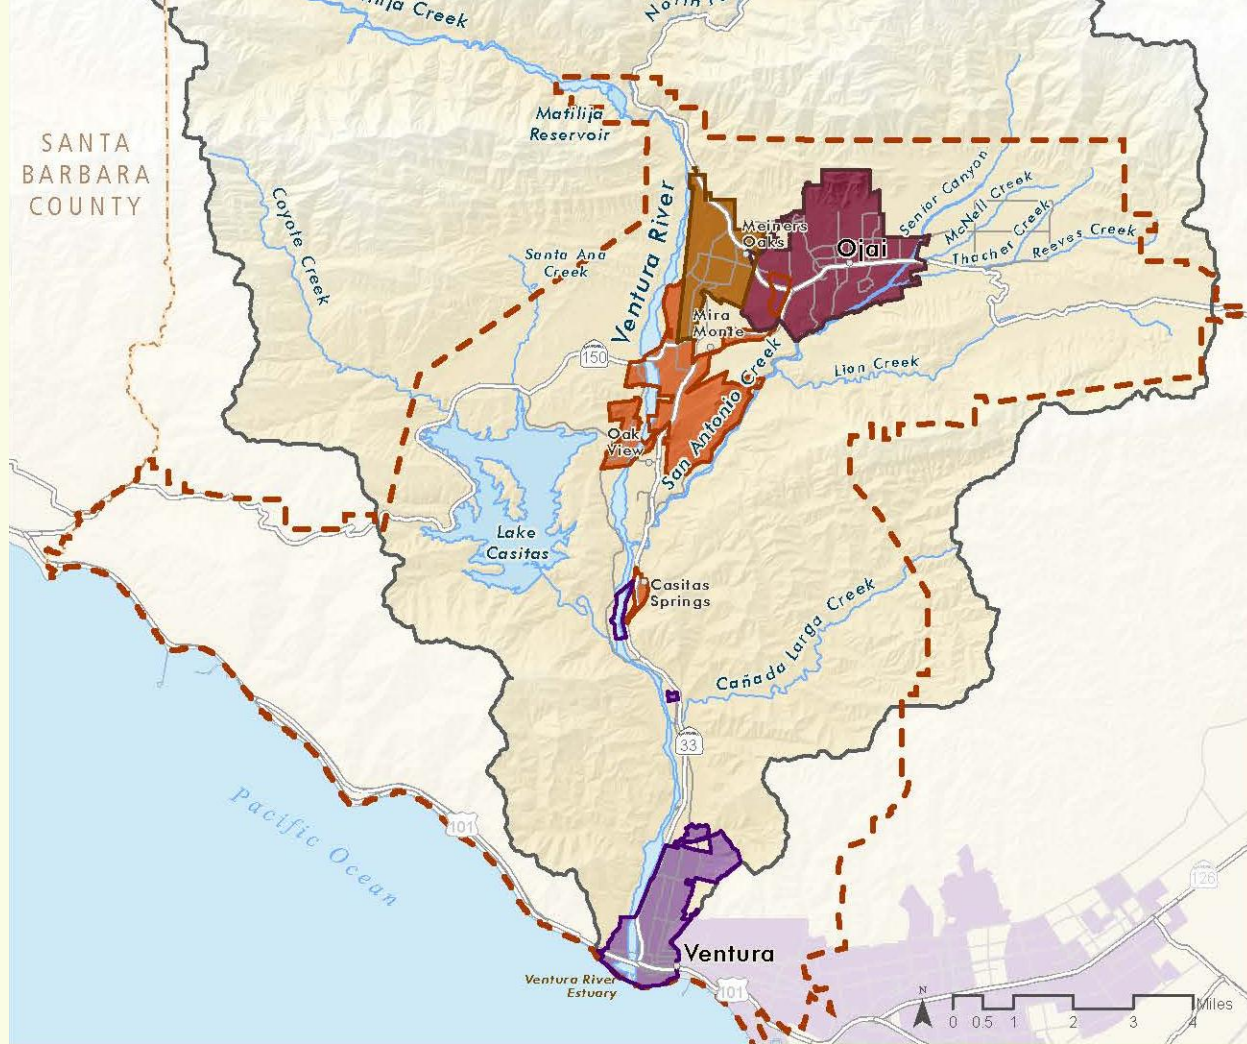 ija Creek
North
Matilija
Reservoir
SANTA
BARBARA
COUNTY
Coyote Creek
Santa Ana
Creek
Ventura River
Meiners
Oaks
Ojai
Senior Canyon
McNell Creek
Thacher Creek
Reeves Creek
Mira
Monte
150
Lion Creek
San Antonio Creek
Oak
View
Lake
Casitas
Casitas
Springs
Cañada Larga Creek
33
Pacific Ocean
101
126
Ventura
Ventura River
Estuary
101
N
Miles
0 0.5 1 2 3 4